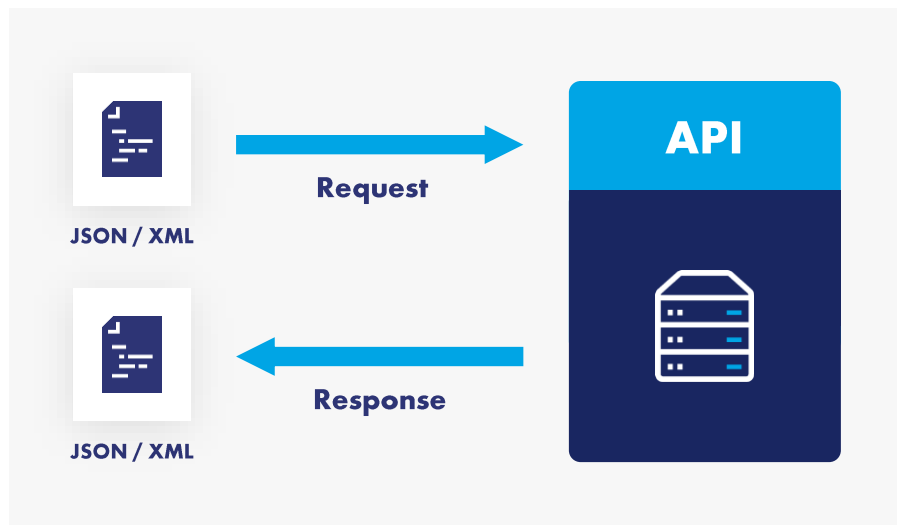 API
Request
JSON / XML
Response
JSON / XML